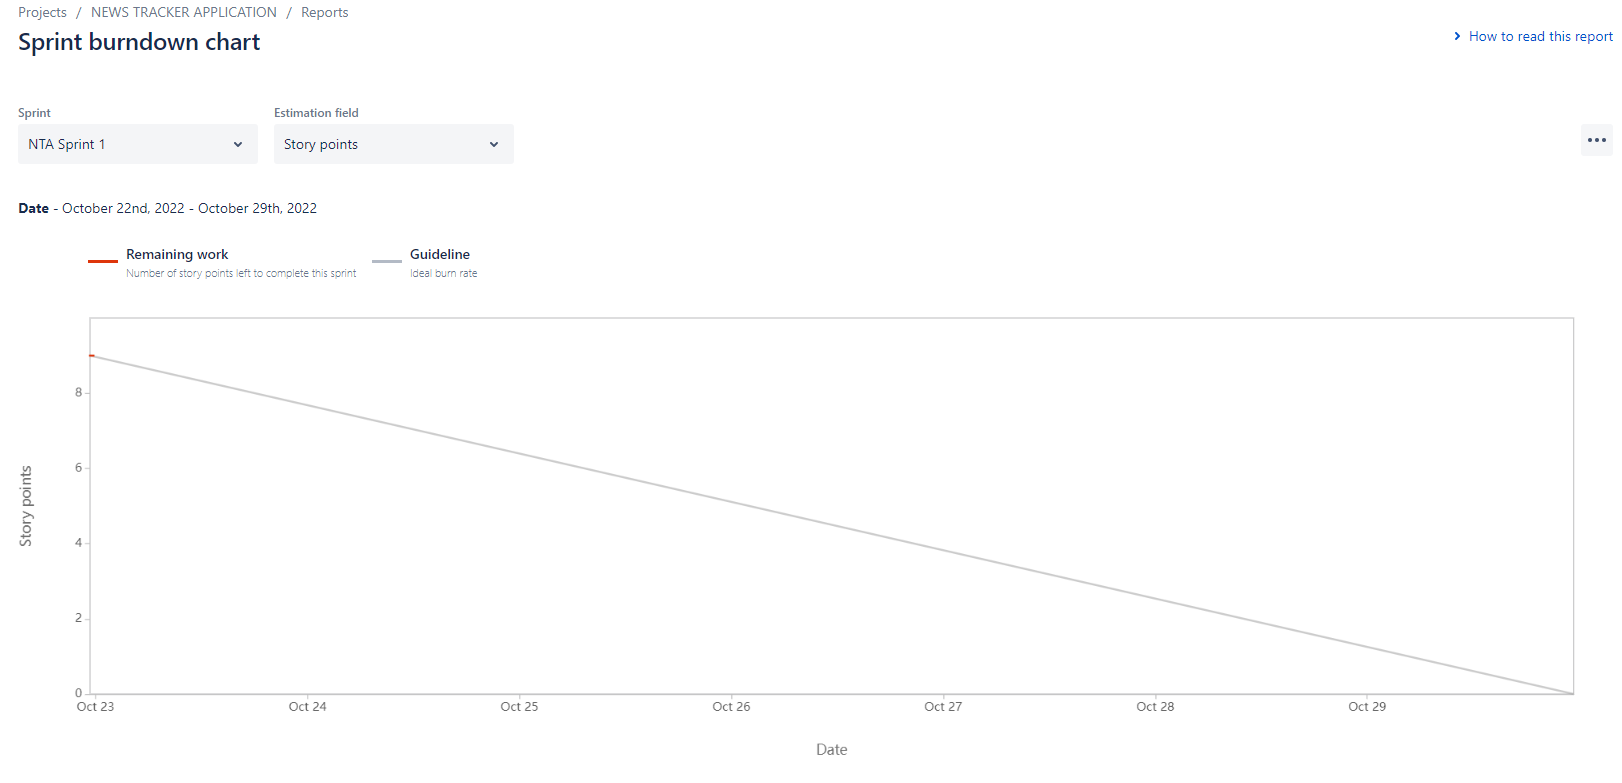 Projects / NEWS TRACKER APPLICATION / Reports
Sprint burndown chart
How to read this report
Sprint
Estimation field
NTA Sprint 1
Story points
Date - October 22nd, 2022 - October 29th, 2022
Remaining work
Number of story points left to complete this sprint
Guideline
Ideal burn rate
Story points
8
6
4
2
0
Oct 23
Oct 24
Oct 25
Oct 26
Oct 27
Oct 28
Oct 29
Date